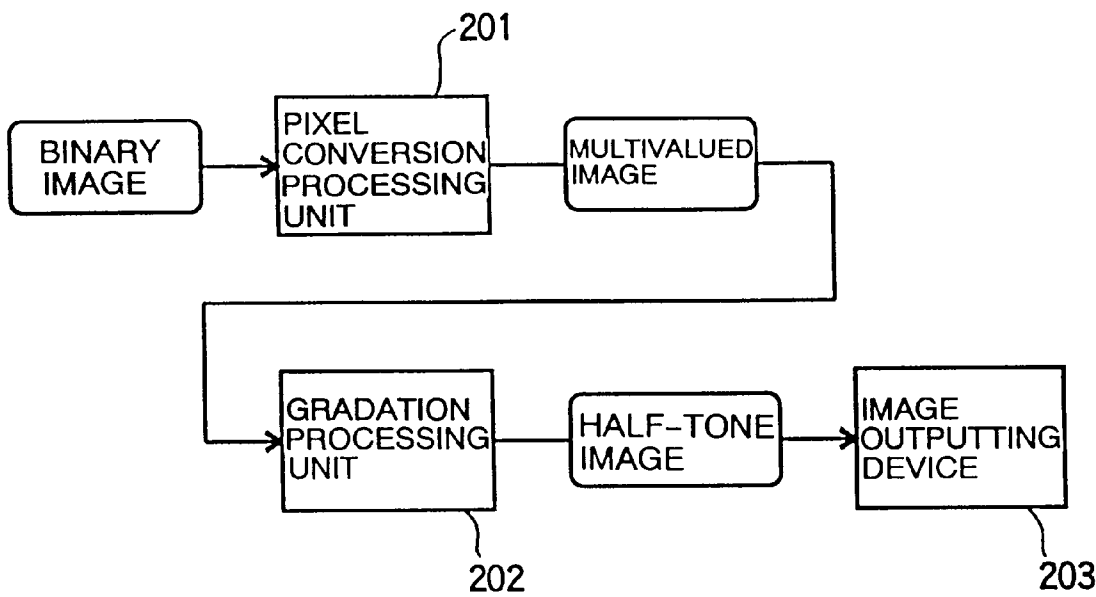 201
BINARY
IMAGE
PIXEL
CONVERSION
PROCESSING
UNIT
MULTIVALUED
IMAGE
GRADATION
PROCESSING
UNIT
HALF-TONE
IMAGE
IMAGE
OUTPUTTING
DEVICE
202
203